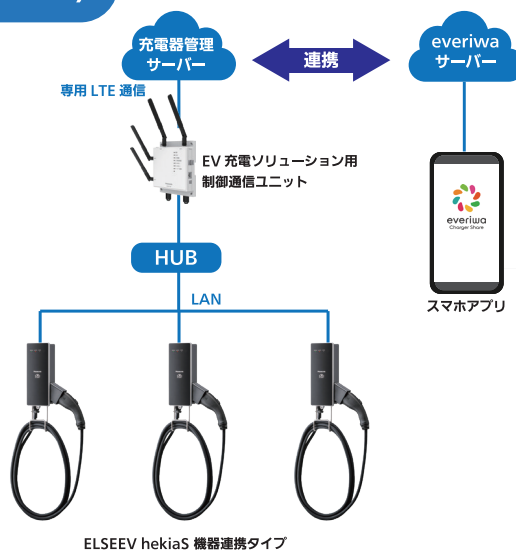 充電器管理
サーバー
連携
everiwa
サーバー
専用 LTE 通信
EV 充電ソリューション用
制御通信ユニット
everiwa
Charger Share
スマホアプリ
HUB
LAN
ELSEEV hekiaS 機器連携タイプ